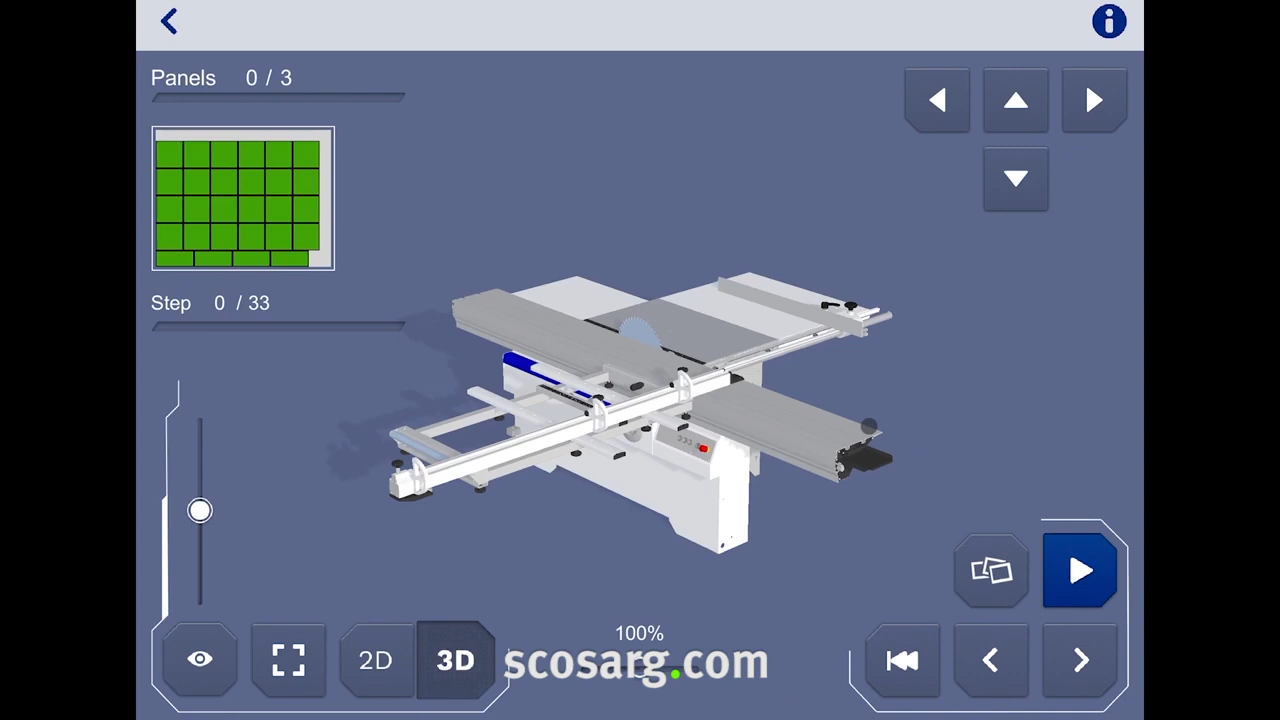 Panels 0 / 3
Step 0 / 33
100%
2D 3D
scosarg.com